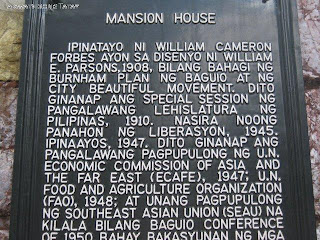 MANSION HOUSE
IPINATAYO NI WILLIAM CAMERON
FORBES AYON SA DISENYO NI WILLIAM
E. PARSONS,1908, BILANG BAHAGI NG
BURNHAM PLAN NG BAGUIO AT NG
CITY BEAUTIFUL MOVEMENT. DITO
GINANAP ANG SPECIAL SESSION NG
PANGALAWANG LEHISLATURA NG
PILIPINAS, 1910. NASIRA NOONG
PANAHON NG LIBERASYON, 1945.
IPINAAYOS, 1947. DITO GINANAP ANG
PANGALAWANG PAGPUPULONG NG U.N.
ECONOMIC COMMISSION OF ASIA AND
THE FAR EAST (ECAFE), 1947; U.N.
FOOD AND AGRICULTURE ORGANIZATION
(FAO), 1948; AT UNANG PAGPUPULONG
NG SOUTHEAST ASIAN UNION (SEAU) NA
KILALA BILANG BAGUIO CONFERENCE
OF 1950. BAHAY BAKASYUNAN NG MGA